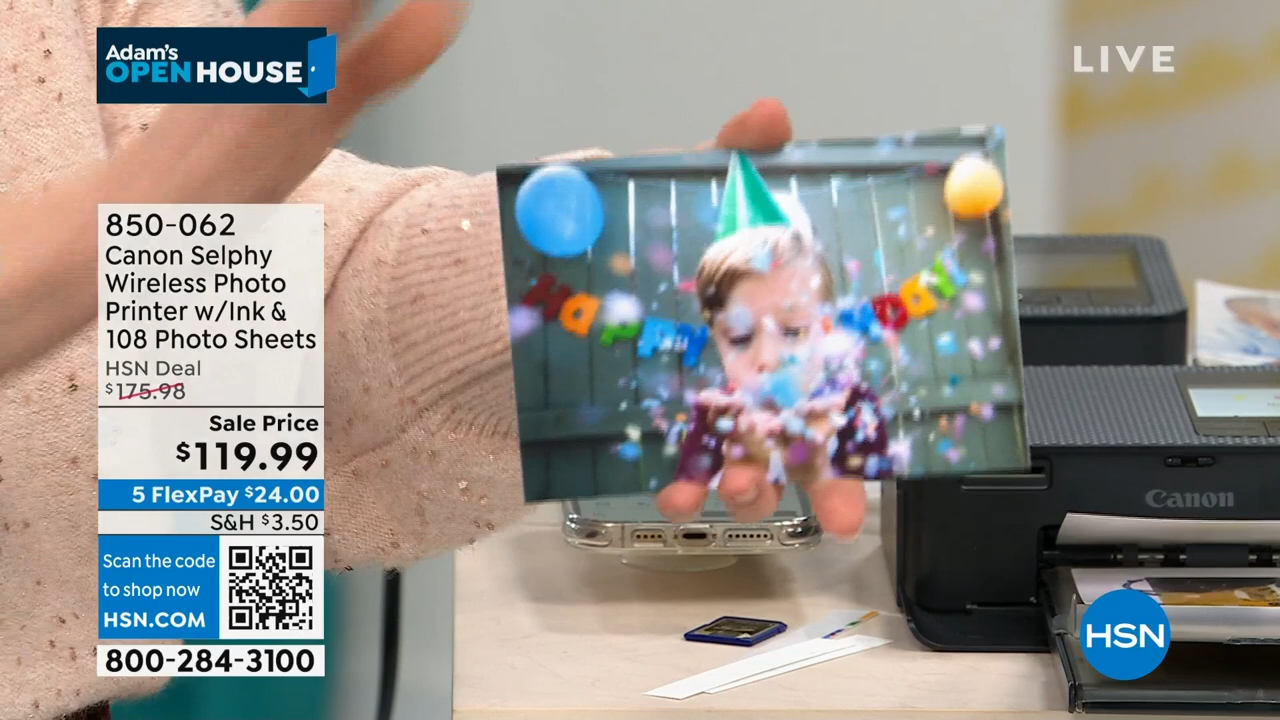 Adam's
OPEN HOUSE
LIVE
850-062
Canon Selphy
Wireless Photo
Printer w/Ink &
108 Photo Sheets
HSN Deal
$175.98
Sale Price
$119.99
5 FlexPay $24.00
S&H $3.50
Scan the code
to shop now
HSN.COM
800-284-3100
Canon
HSN